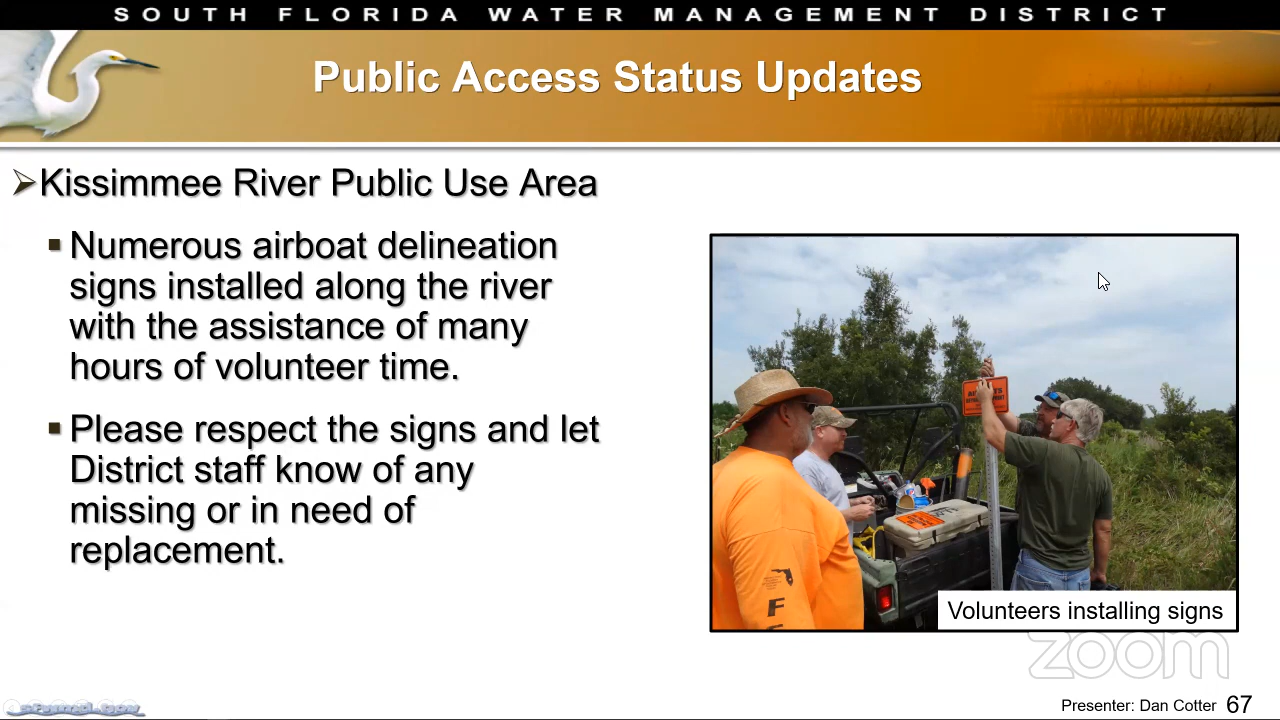 SOUTH FLORIDA WATER MANAGEMENT DISTRICT
Public Access Status Updates
Kissimmee River Public Use Area
Numerous airboat delineation
signs installed along the river
with the assistance of many
hours of volunteer time.
Please respect the signs and let
District staff know of any
missing or in need of
replacement.
Volunteers installing signs
zoom
sfwmd.gov
Presenter: Dan Cotter 67